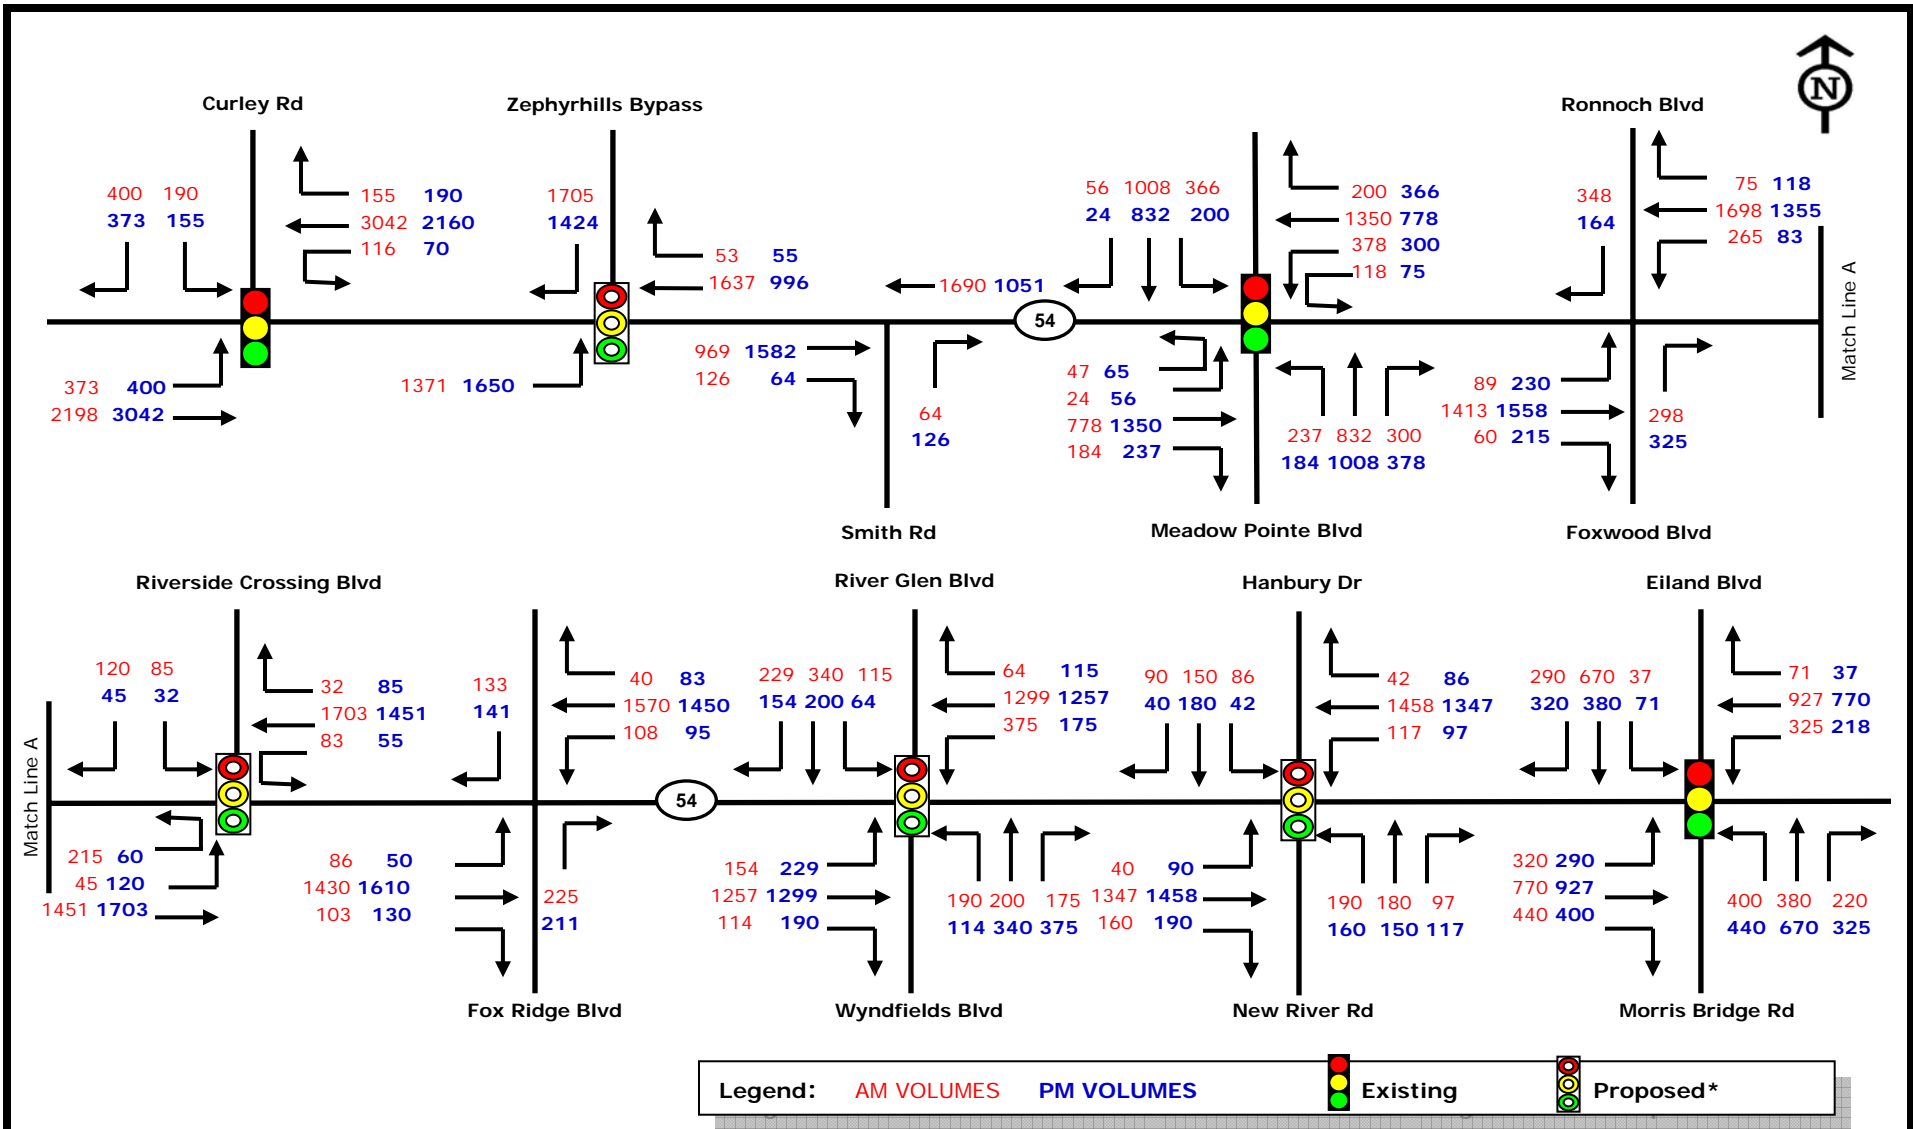 N
Curley Rd
Zephyrhills Bypass
Ronnoch Blvd
400 190
373 155
155 190
3042 2160
116 70
373 400
2198 3042
1705
1424
53 55
1637 996
1371 1650
969 1582
126 64
64
126
1690 1051
54
56 1008 366
24 832 200
200 366
1350 778
378 300
118 75
47 65
24 56
778 1350
184 237
237 832 300
184 1008 378
348
164
75 118
1698 1355
265 83
89 230
1413 1558
60 215
298
325
Match Line A
Smith Rd
Meadow Pointe Blvd
Foxwood Blvd
Riverside Crossing Blvd
River Glen Blvd
Hanbury Dr
Eiland Blvd
Match Line A
120 85
45 32
32 85
1703 1451
83 55
215 60
45 120
1451 1703
133
141
40 83
1570 1450
108 95
86 50
1430 1610
103 130
225
211
54
229 340 115
154 200 64
64 115
1299 1257
375 175
154 229
1257 1299
114 190
190 200 175
114 340 375
90 150 86
40 180 42
42 86
1458 1347
117 97
40 90
1347 1458
160 190
190 180 97
160 150 117
290 670 37
320 380 71
71 37
927 770
325 218
320 290
770 927
440 400
400 380 220
440 670 325
Fox Ridge Blvd
Wyndfields Blvd
New River Rd
Morris Bridge Rd
Legend: AM VOLUMES PM VOLUMES Existing Proposed*